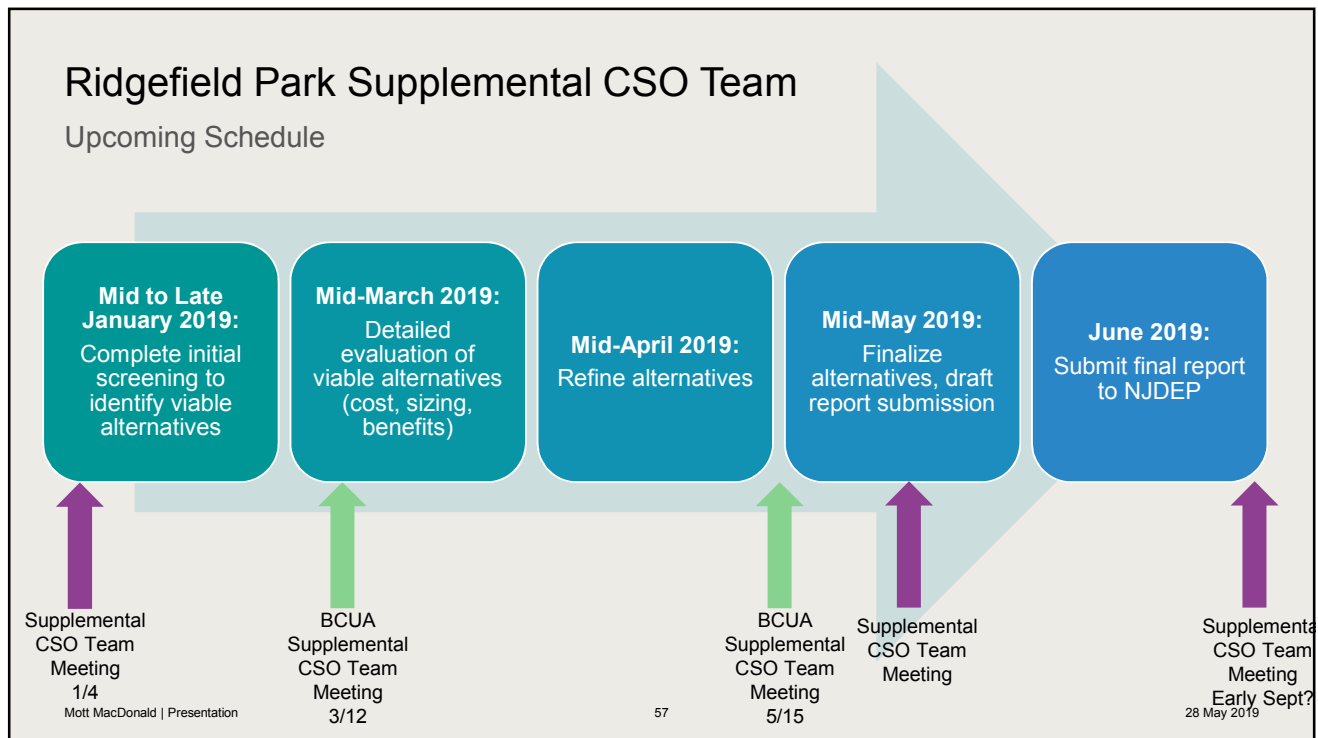 Ridgefield Park Supplemental CSO Team
Upcoming Schedule
Mid to Late
January 2019:
Complete initial
screening to
identify viable
alternatives
Mid-March 2019:
Detailed
evaluation of
viable alternatives
(cost, sizing,
benefits)
Mid-April 2019:
Refine alternatives
Mid-May 2019:
Finalize
alternatives, draft
report submission
June 2019:
Submit final report
to NJDEP
Supplemental
CSO Team
Meeting
1/4
BCUA
Supplemental
CSO Team
Meeting
3/12
BCUA
Supplemental
CSO Team
Meeting
5/15
Supplemental
CSO Team
Meeting
Supplementa
CSO Team
Meeting
Early Sept?
Mott MacDonald | Presentation
57
28 May 2019